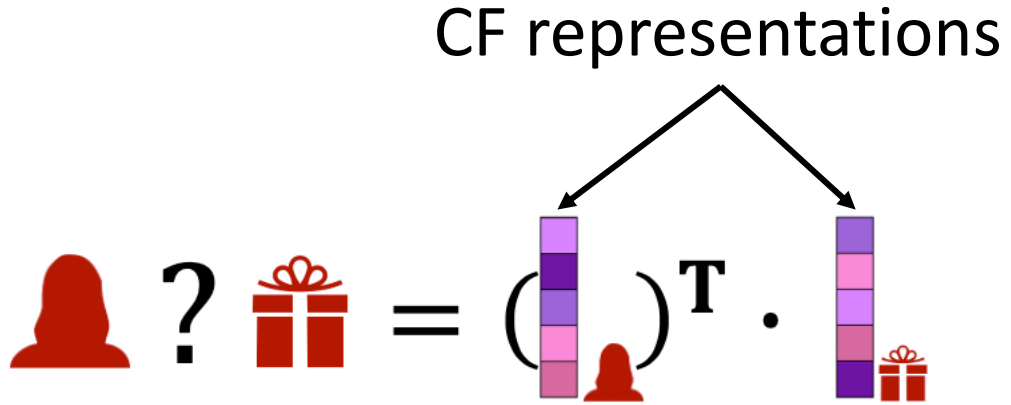 CF representations
? = ( )ᵀ ·